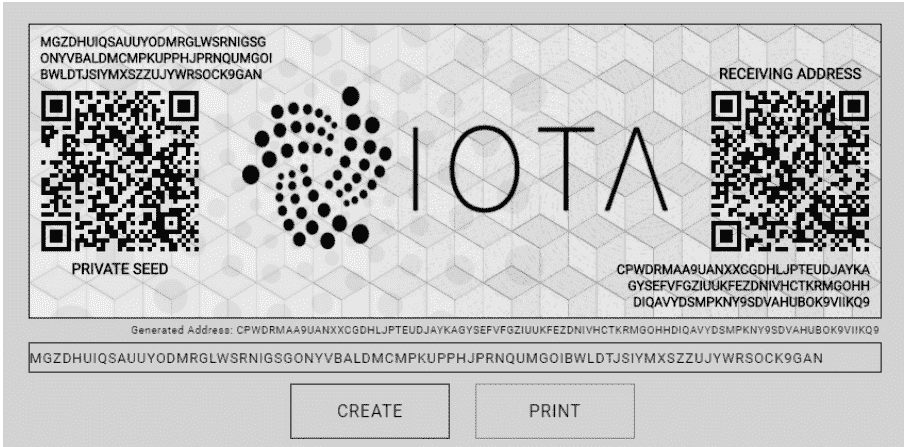 MGZDHUIQSAUUYODMRGLWSRNIGSG
ONYVBALDMCMPKUPPHJPRNQUMGOI
BWLDTJSIYMXSZZUJYWRSOCK9GAN
PRIVATE SEED
IOTA
RECEIVING ADDRESS
CPWDRMAA9UANXXCGDHLJPTEUDJAYKA
GYSEFVFGZIUUKFEZDNIVHCTKRMGOHH
DIQAVYDSMPKNY9SDVAHUBOK9VIIKQ9
Generated Address: CPWDRMAA9UANXXCGDHLJPTEUDJAYKAGYSEFVFGZIUUKFEZDNIVHCTKRMGOHHDIQAVYDSMPKNY9SDVAHUBOK9VIIKQ9
MGZDHUIQSAUUYODMRGLWSRNIGSGONYVBALDMCMPKUPPHJPRNQUMGOIBWLDTJSIYMXSZZUJYWRSOCK9GAN
CREATE
PRINT